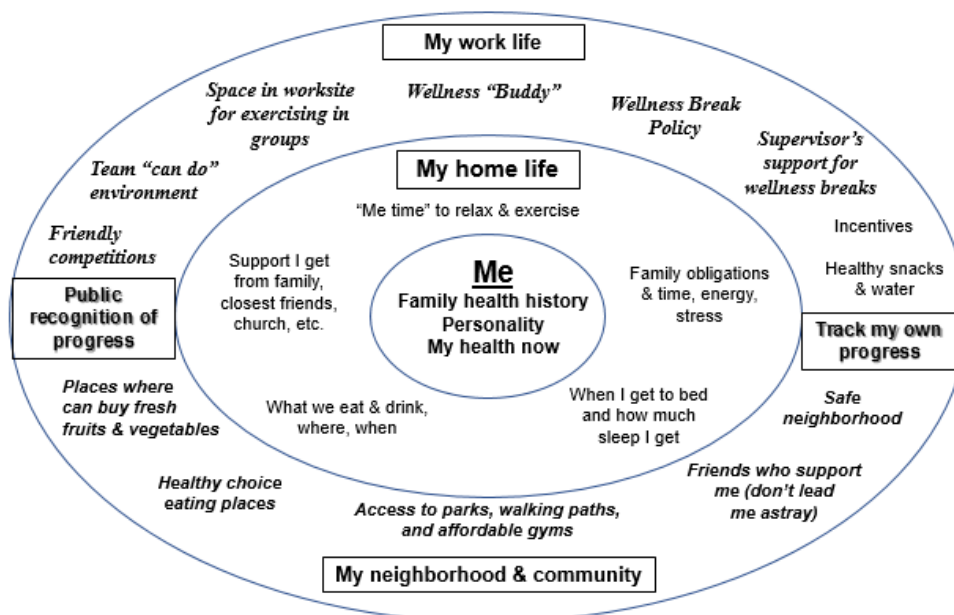 My work life
Space in worksite
for exercising in
groups
Wellness “Buddy”
Wellness Break
Policy
Supervisor’s
support for
wellness breaks
Team “can do”
environment
Friendly
competitions
Incentives
Healthy snacks
& water
My home life
“Me time” to relax & exercise
Support I get
from family,
closest friends,
church, etc.
Me
Family health history
Personality
My health now
Family obligations
& time, energy,
stress
What we eat & drink,
where, when
When I get to bed
and how much
sleep I get
Public
recognition of
progress
Track my own
progress
Places where
can buy fresh
fruits & vegetables
Healthy choice
eating places
Access to parks, walking paths,
and affordable gyms
Friends who support
me (don’t lead
me astray)
Safe
neighborhood
My neighborhood & community